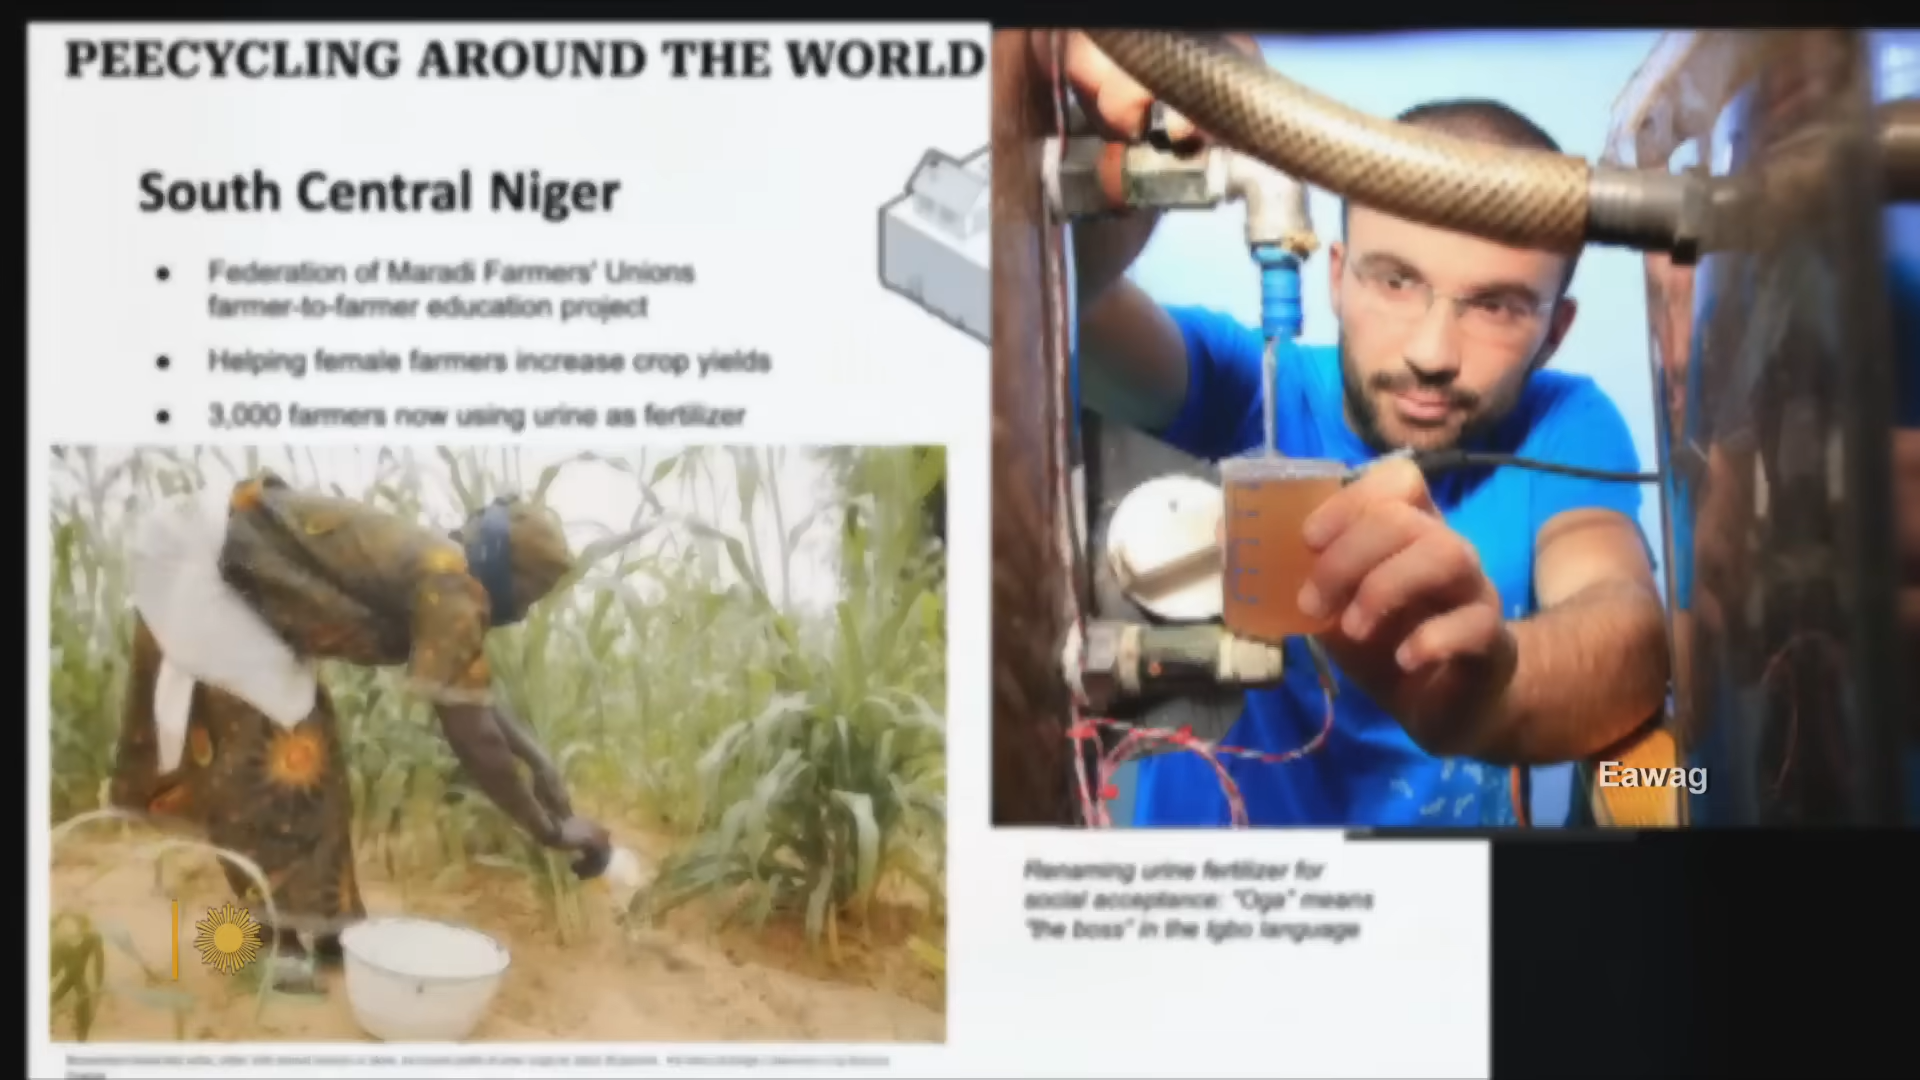 PEECYCLING AROUND THE WORLD
South Central Niger
• Federation of Maradi Farmers' Unions
farmer-to-farmer education project
• Helping female farmers increase crop yields
• 3,000 farmers now using urine as fertilizer
Eawag
Renaming urine fertilizer for
social acceptance: "Oga" means
"the boss" in the Igbo language